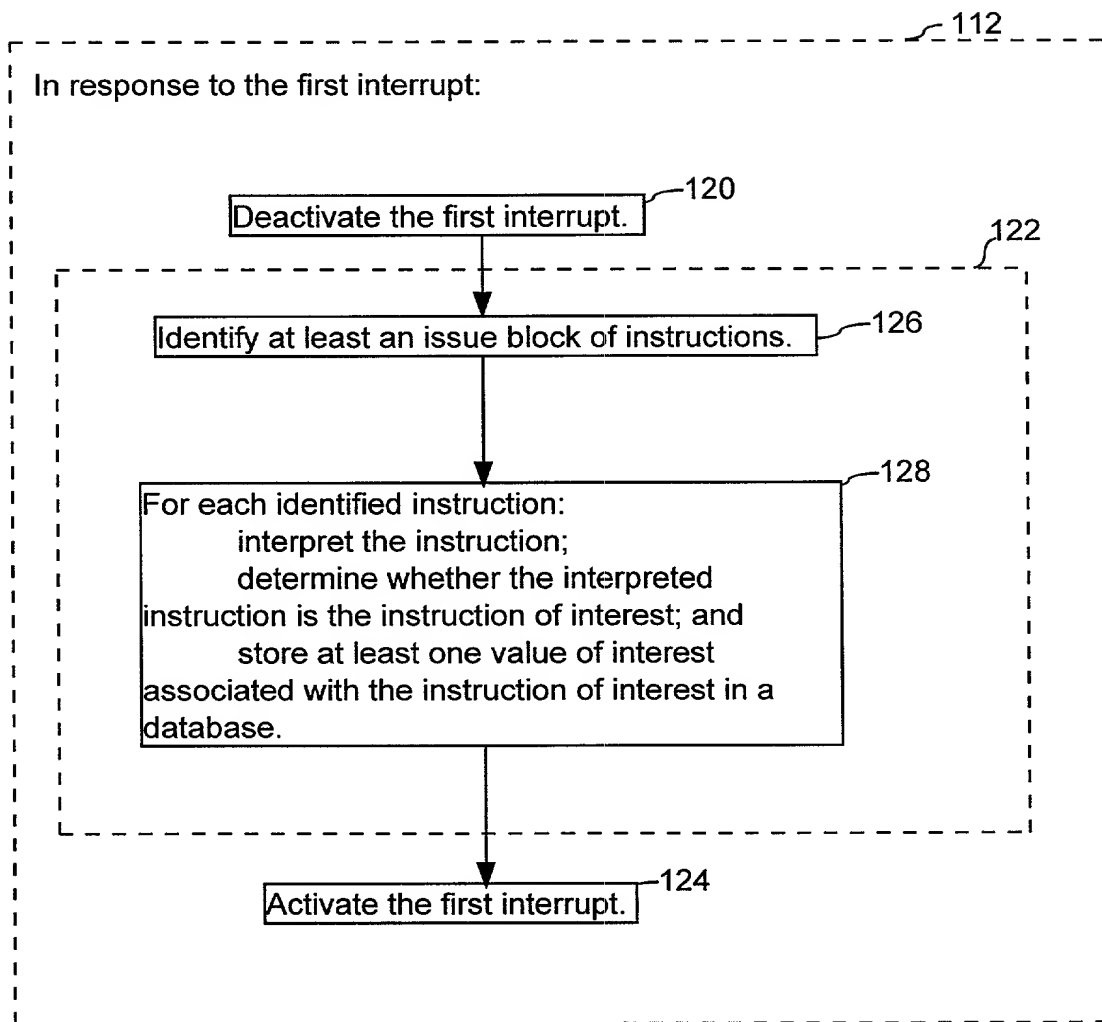 112
In response to the first interrupt:
120
Deactivate the first interrupt.
122
Identify at least an issue block of instructions.
126
128
For each identified instruction:
interpret the instruction;
determine whether the interpreted
instruction is the instruction of interest; and
store at least one value of interest
associated with the instruction of interest in a
database.
124
Activate the first interrupt.